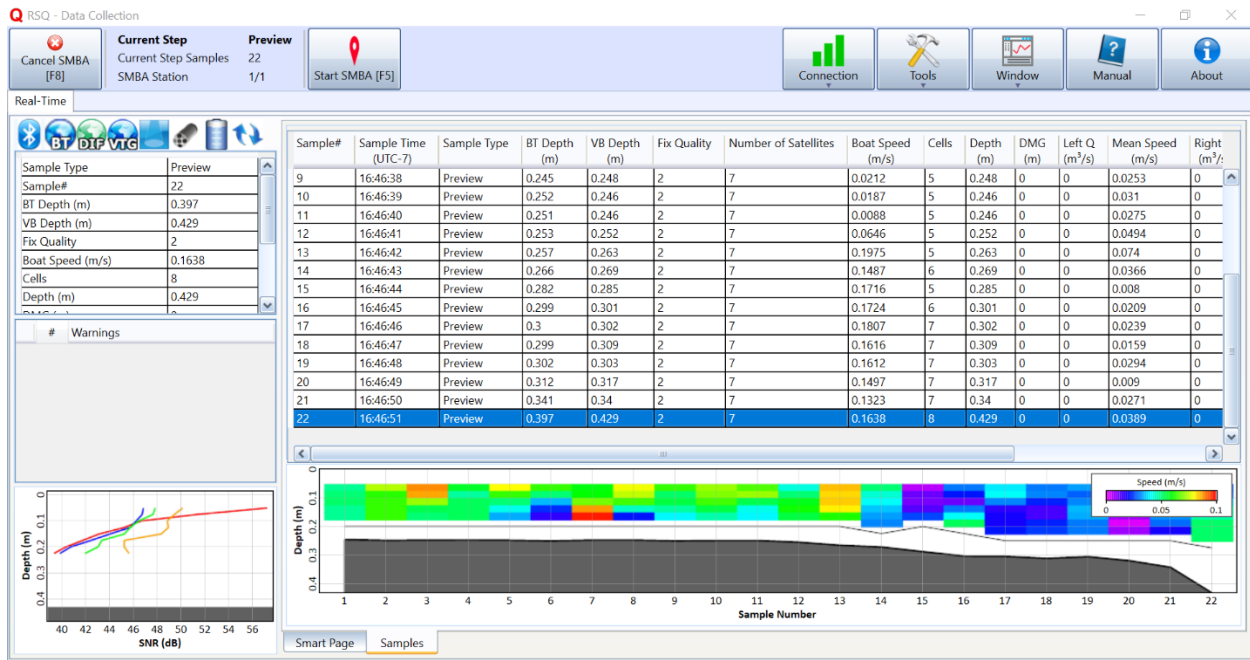 Q RSQ - Data Collection
Cancel SMBA [F8]
Current Step Preview
Current Step Samples 22
SMBA Station 1/1
Start SMBA [F5]
Connection
Tools
Window
Manual
About
Real-Time
BT DIF VTG
Sample Type Preview
Sample# 22
BT Depth (m) 0.397
VB Depth (m) 0.429
Fix Quality 2
Boat Speed (m/s) 0.1638
Cells 8
Depth (m) 0.429
# Warnings
Sample# Sample Time (UTC-7) Sample Type BT Depth (m) VB Depth (m) Fix Quality Number of Satellites Boat Speed (m/s) Cells Depth (m) DMG (m) Left Q (m³/s) Mean Speed (m/s) Right (m³/
9 16:46:38 Preview 0.245 0.248 2 7 0.0212 5 0.248 0 0 0.0253 0
10 16:46:39 Preview 0.252 0.246 2 7 0.0187 5 0.246 0 0 0.031 0
11 16:46:40 Preview 0.251 0.246 2 7 0.0088 5 0.246 0 0 0.0275 0
12 16:46:41 Preview 0.253 0.252 2 7 0.0646 5 0.252 0 0 0.0494 0
13 16:46:42 Preview 0.257 0.263 2 7 0.1975 5 0.263 0 0 0.074 0
14 16:46:43 Preview 0.266 0.269 2 7 0.1487 6 0.269 0 0 0.0366 0
15 16:46:44 Preview 0.282 0.285 2 7 0.1716 5 0.285 0 0 0.008 0
16 16:46:45 Preview 0.299 0.301 2 7 0.1724 6 0.301 0 0 0.0209 0
17 16:46:46 Preview 0.3 0.302 2 7 0.1807 7 0.302 0 0 0.0239 0
18 16:46:47 Preview 0.299 0.309 2 7 0.1616 7 0.309 0 0 0.0159 0
19 16:46:48 Preview 0.302 0.303 2 7 0.1612 7 0.303 0 0 0.0294 0
20 16:46:49 Preview 0.312 0.317 2 7 0.1497 7 0.317 0 0 0.009 0
21 16:46:50 Preview 0.341 0.34 2 7 0.1323 7 0.34 0 0 0.0271 0
22 16:46:51 Preview 0.397 0.429 2 7 0.1638 8 0.429 0 0 0.0389 0
Depth (m)
0 0.1 0.2 0.3 0.4
40 42 44 46 48 50 52 54 56
SNR (dB)
Depth (m)
0 0.1 0.2 0.3 0.4
Speed (m/s)
0 0.05 0.1
1 2 3 4 5 6 7 8 9 10 11 12 13 14 15 16 17 18 19 20 21 22
Sample Number
Smart Page Samples